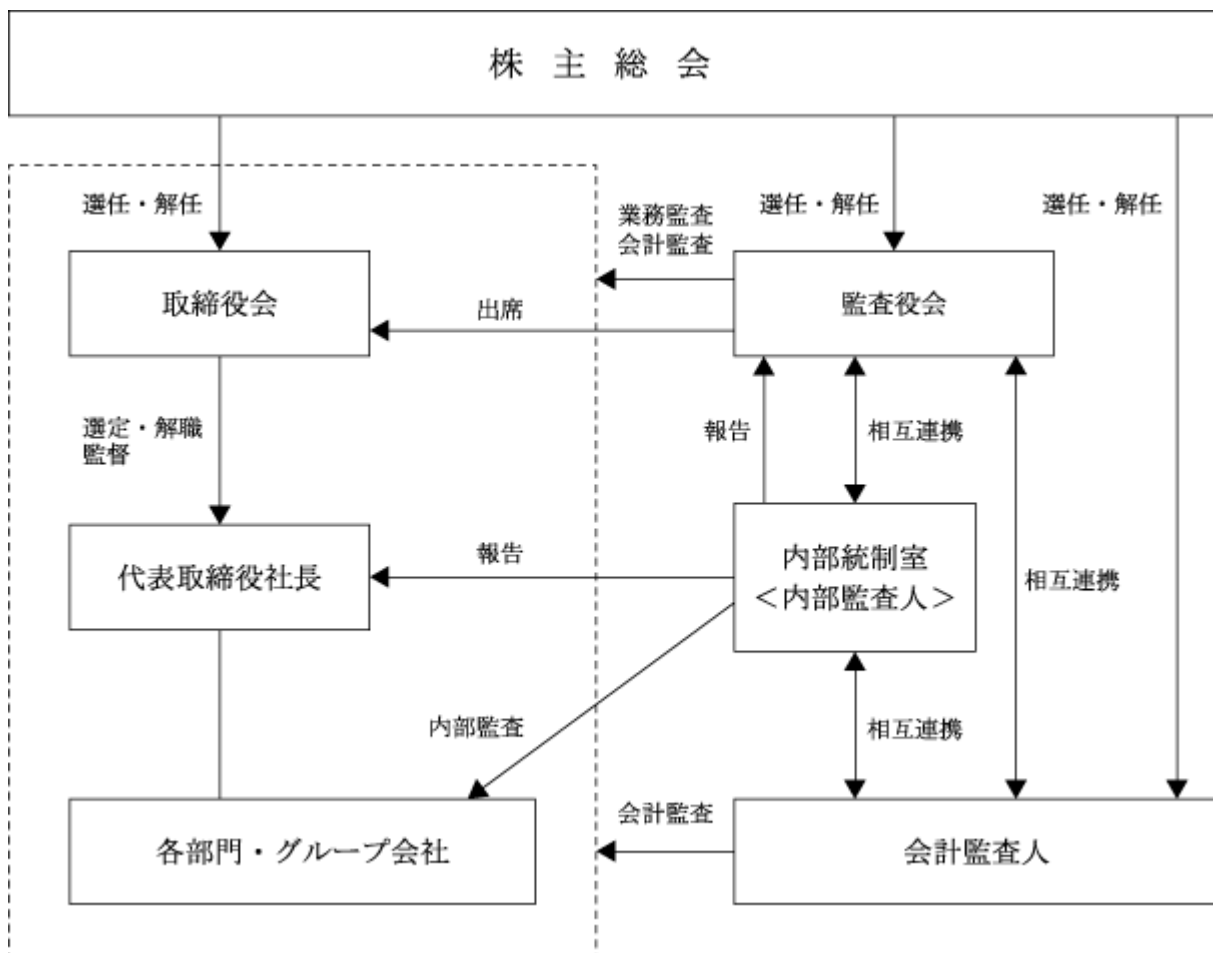 株主総会
選任・解任
選任・解任
選任・解任
業務監査
会計監査
取締役会
出席
監査役会
選定・解職
監督
報告
相互連携
代表取締役社長
報告
内部統制室
<内部監査人>
相互連携
内部監査
相互連携
各部門・グループ会社
会計監査
会計監査人